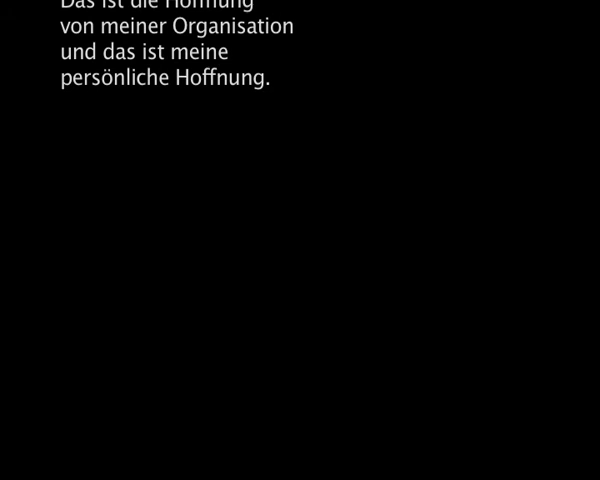 Das ist die Hoffnung
von meiner Organisation
und das ist meine
persönliche Hoffnung.